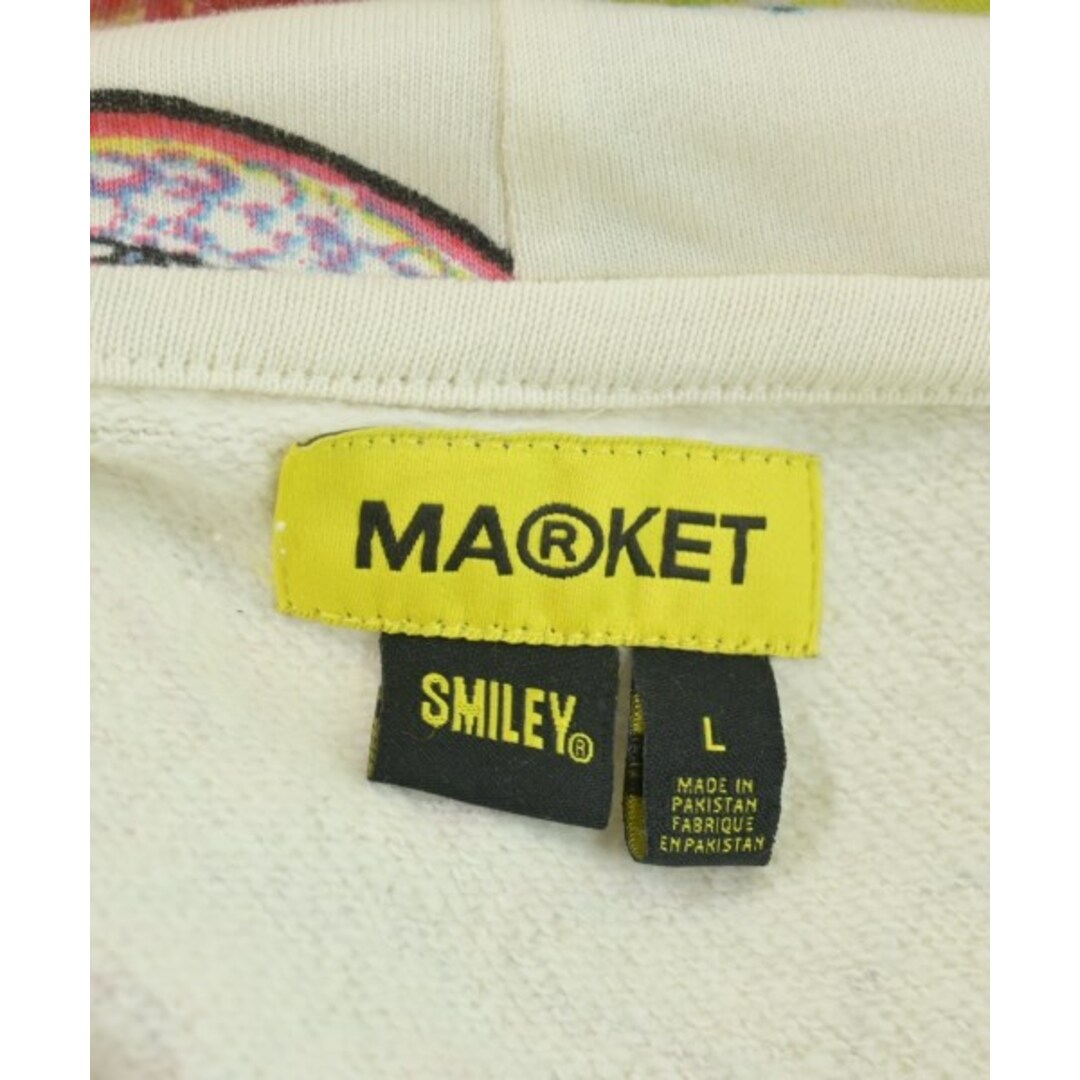 MA®KET
SMILEY®
L
MADE IN
PAKISTAN
FABRIQUE
EN PAKISTAN